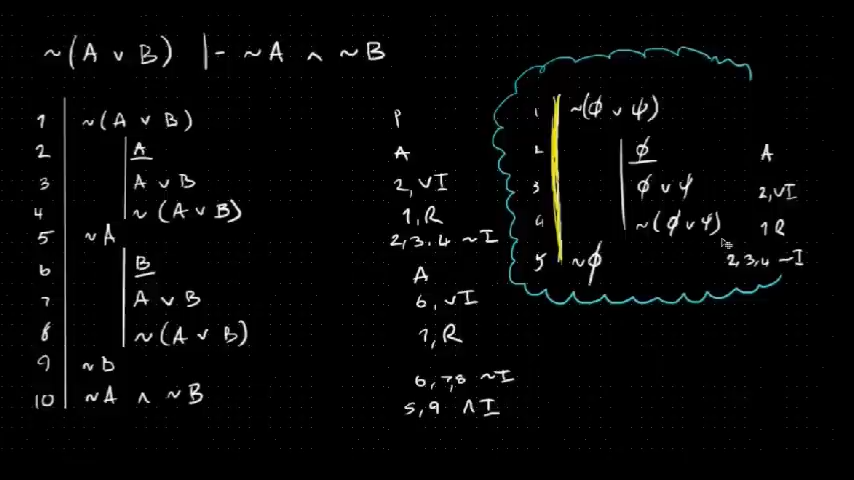 ~(A ∨ B) |- ~A ∧ ~B
1 ~(A ∨ B) P
2 A A
3 A ∨ B 2, ∨I
4 ~(A ∨ B) 1, R
5 ~A 2, 3, 4 ~I
6 B A
7 A ∨ B 6, ∨I
8 ~(A ∨ B) 1, R
9 ~B 6, 7, 8 ~I
10 ~A ∧ ~B 5, 9 ∧I
1 ~(ϕ ∨ ψ)
2 ϕ A
3 ϕ ∨ ψ 2, ∨I
4 ~(ϕ ∨ ψ) 1R
5 ~ϕ 2, 3, 4 ~I